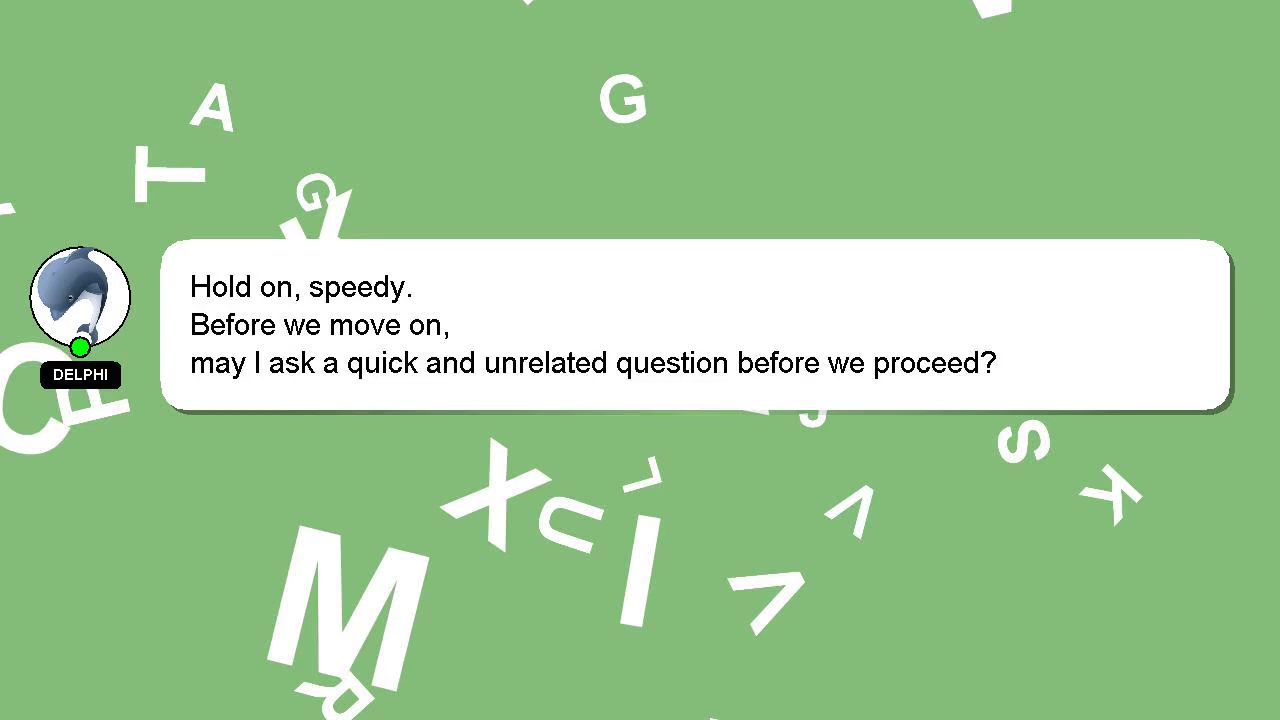 A
G
T
G
Hold on, speedy.
Before we move on,
may I ask a quick and unrelated question before we proceed?
DELPHI
C
S
K
X
L
U
V
I
M
V
R